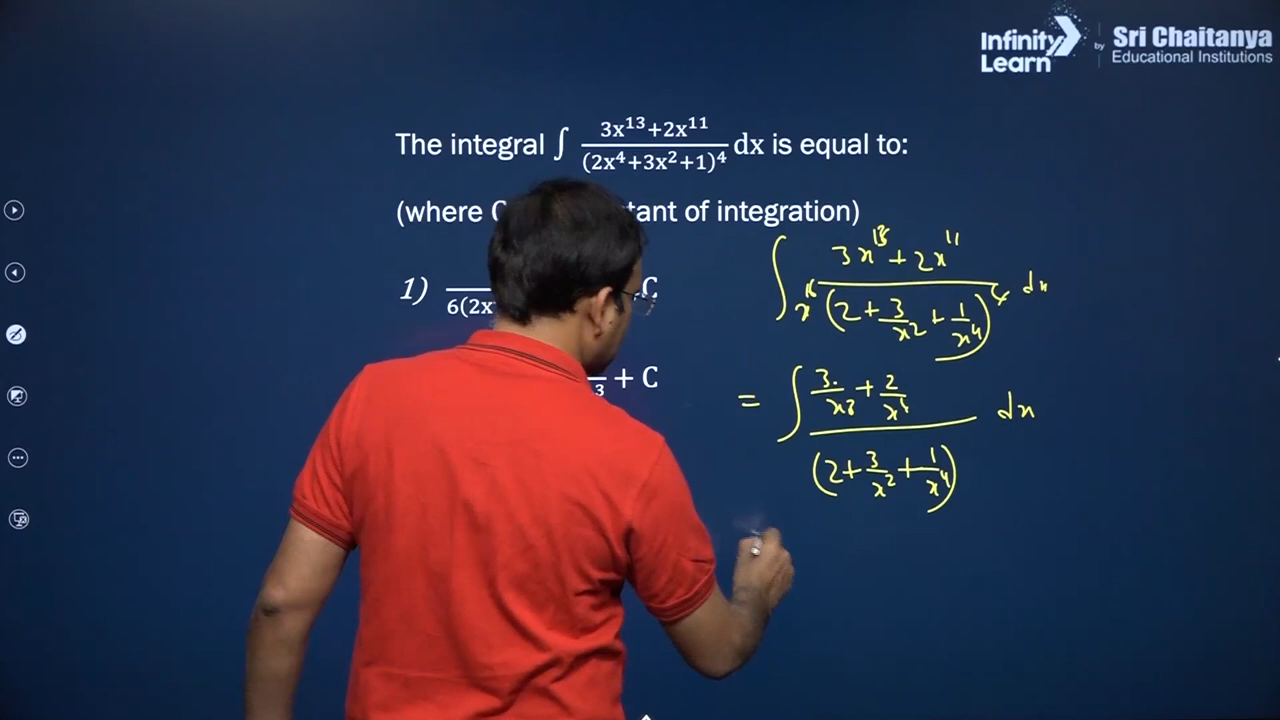 Infinity Learn
by
Sri Chaitanya
Educational Institutions
The integral ∫ (3x¹³+2x¹¹)/(2x⁴+3x²+1)⁴ dx is equal to:
(where tant of integration)
1) 6(2x C
3 + C
∫ (3x¹³+2x¹¹)/(x¹⁶(2+3/x²+1/x⁴)⁴) dx
= ∫ (3/x³+2/x⁵)/(2+3/x²+1/x⁴) dx